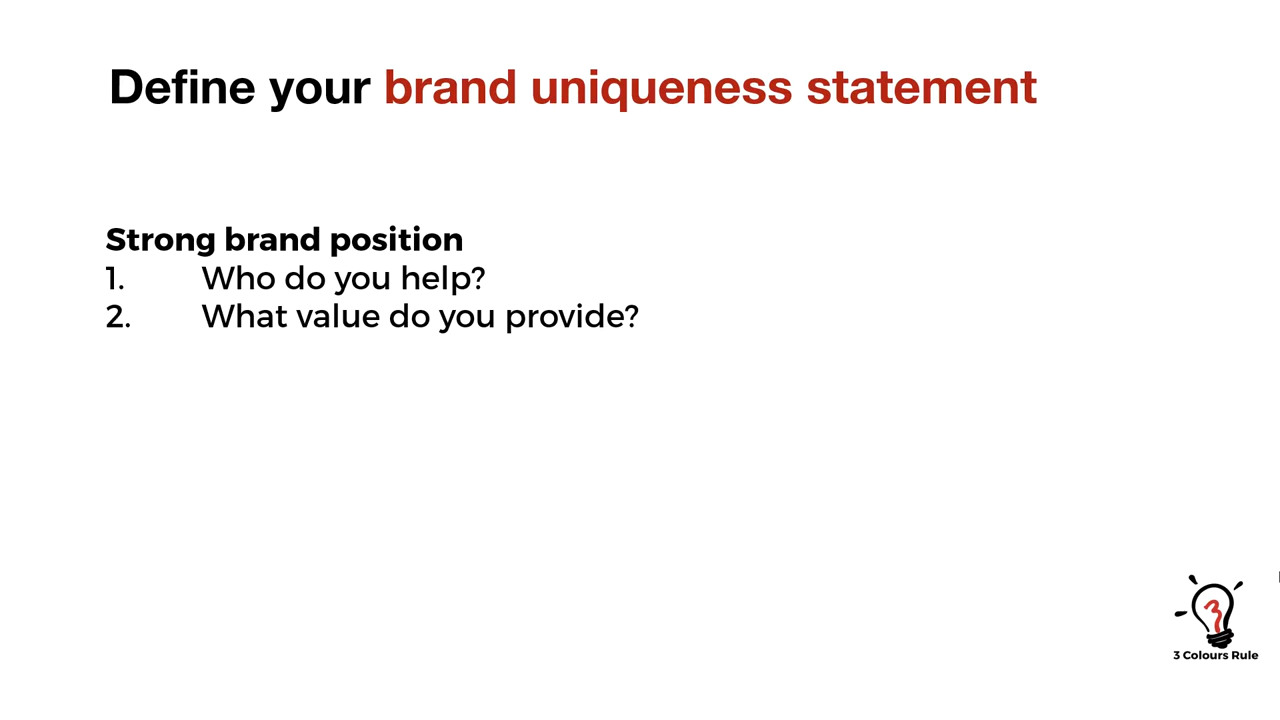 Define your brand uniqueness statement
Strong brand position
1. Who do you help?
2. What value do you provide?
3
3 Colours Rule